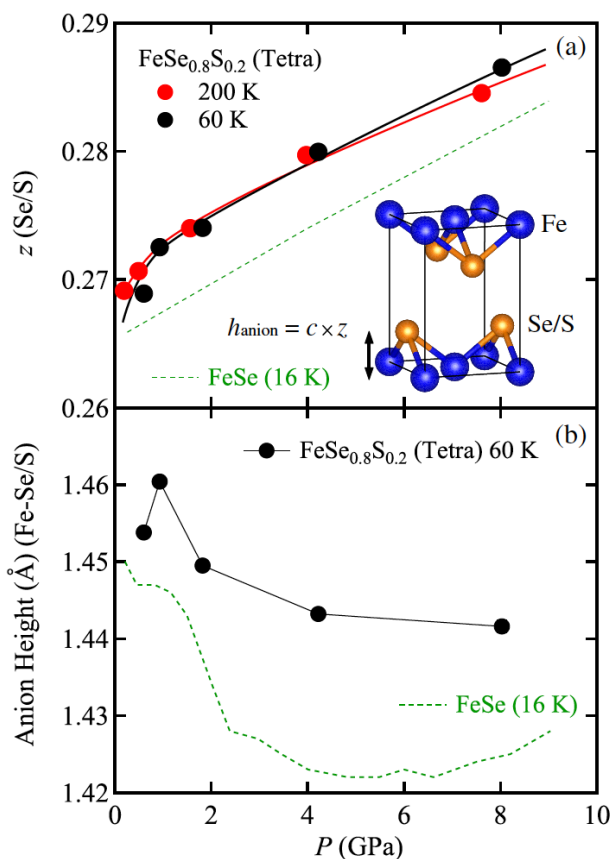 0.29
(a)
FeSe0.8S0.2 (Tetra)
200 K
60 K
0.28
z (Se/S)
Fe
0.27
Se/S
hanion = c × z
FeSe (16 K)
0.26
(b)
FeSe0.8S0.2 (Tetra) 60 K
1.46
1.45
1.44
Anion Height (Å) (Fe-Se/S)
FeSe (16 K)
1.43
1.42
0 2 4 6 8 10
P (GPa)